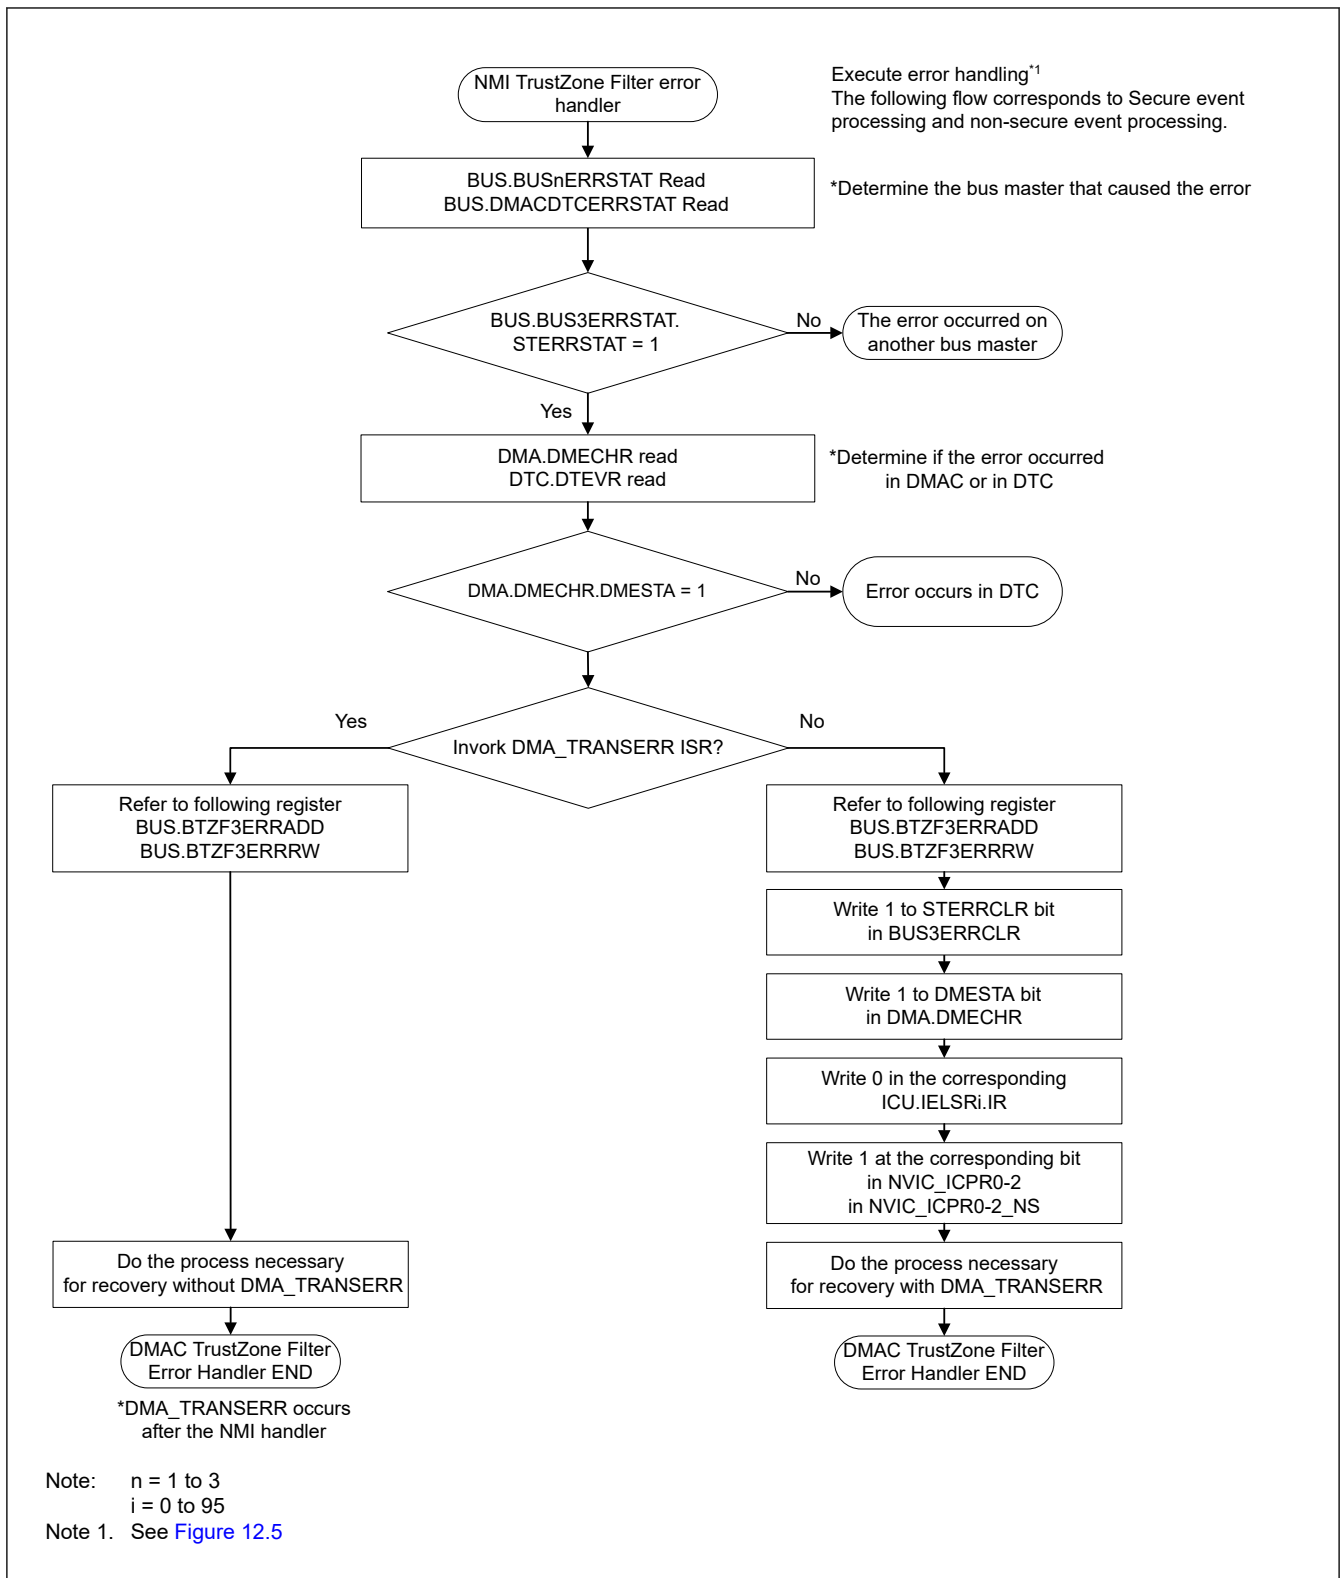 NMI TrustZone Filter error
handler
Execute error handling*1
The following flow corresponds to Secure event
processing and non-secure event processing.
BUS.BUSnERRSTAT Read
BUS.DMACDTCERRSTAT Read
*Determine the bus master that caused the error
BUS.BUS3ERRSTAT.
STERRSTAT = 1
No
The error occurred on
another bus master
Yes
DMA.DMECHR read
DTC.DTEVR read
*Determine if the error occurred
in DMAC or in DTC
DMA.DMECHR.DMESTA = 1
No
Error occurs in DTC
Invork DMA_TRANSERR ISR?
Yes
No
Refer to following register
BUS.BTZF3ERRADD
BUS.BTZF3ERRRW
Do the process necessary
for recovery without DMA_TRANSERR
DMAC TrustZone Filter
Error Handler END
*DMA_TRANSERR occurs
after the NMI handler
Refer to following register
BUS.BTZF3ERRADD
BUS.BTZF3ERRRW
Write 1 to STERRCLR bit
in BUS3ERRCLR
Write 1 to DMESTA bit
in DMA.DMECHR
Write 0 in the corresponding
ICU.IELSRi.IR
Write 1 at the corresponding bit
in NVIC_ICPR0-2
in NVIC_ICPR0-2_NS
Do the process necessary
for recovery with DMA_TRANSERR
DMAC TrustZone Filter
Error Handler END
Note: n = 1 to 3
i = 0 to 95
Note 1. See Figure 12.5